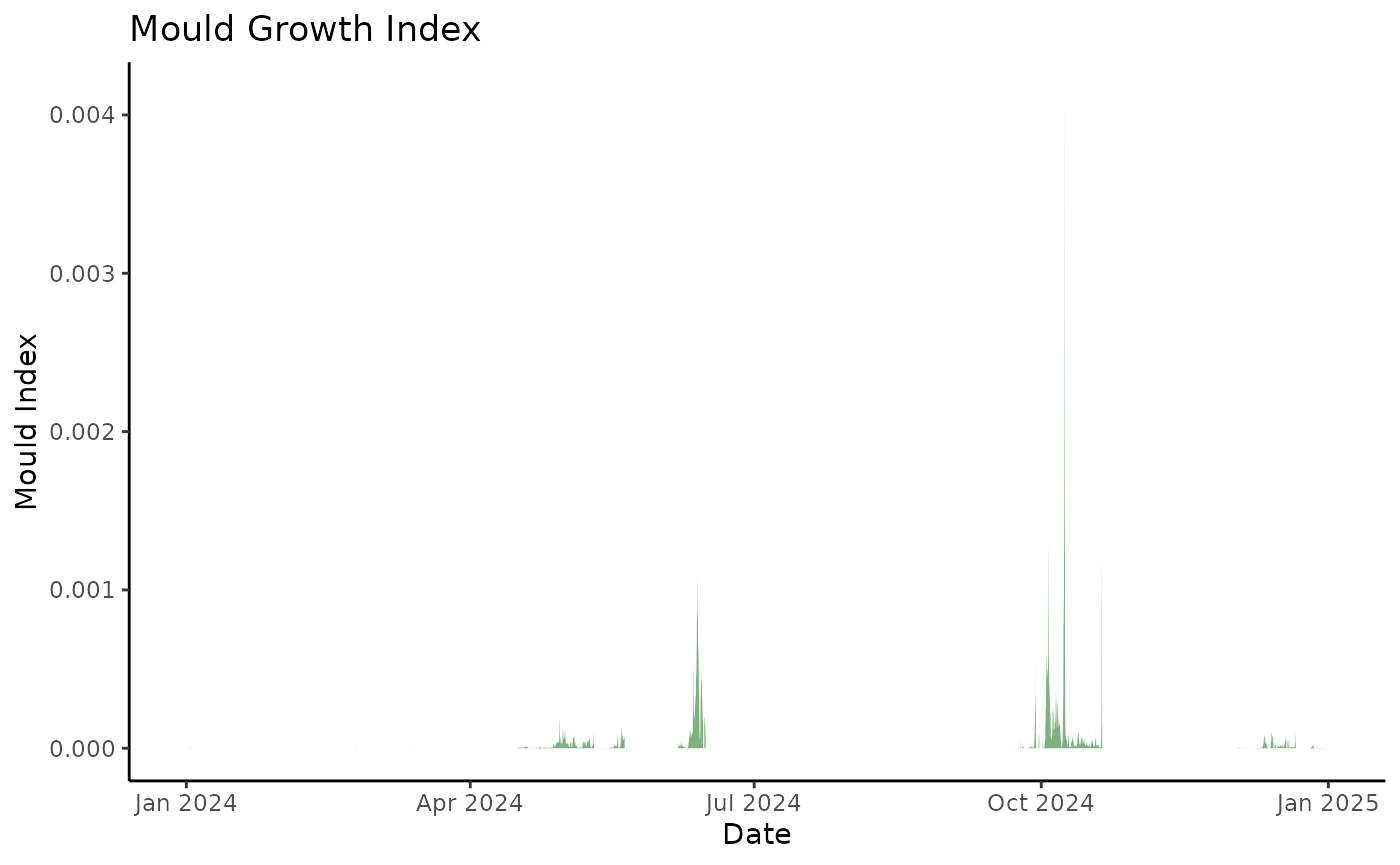 Mould Growth Index
Mould Index
0.004
0.003
0.002
0.001
0.000
Jan 2024
Apr 2024
Jul 2024
Oct 2024
Jan 2025
Date